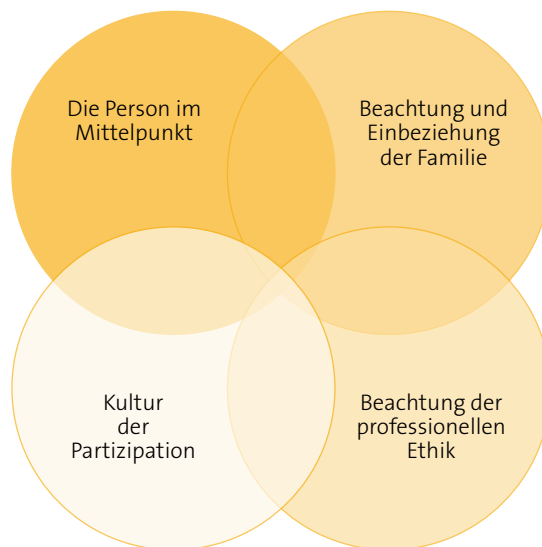 Die Person im
Mittelpunkt
Beachtung und
Einbeziehung
der Familie
Kultur
der
Partizipation
Beachtung der
professionellen
Ethik